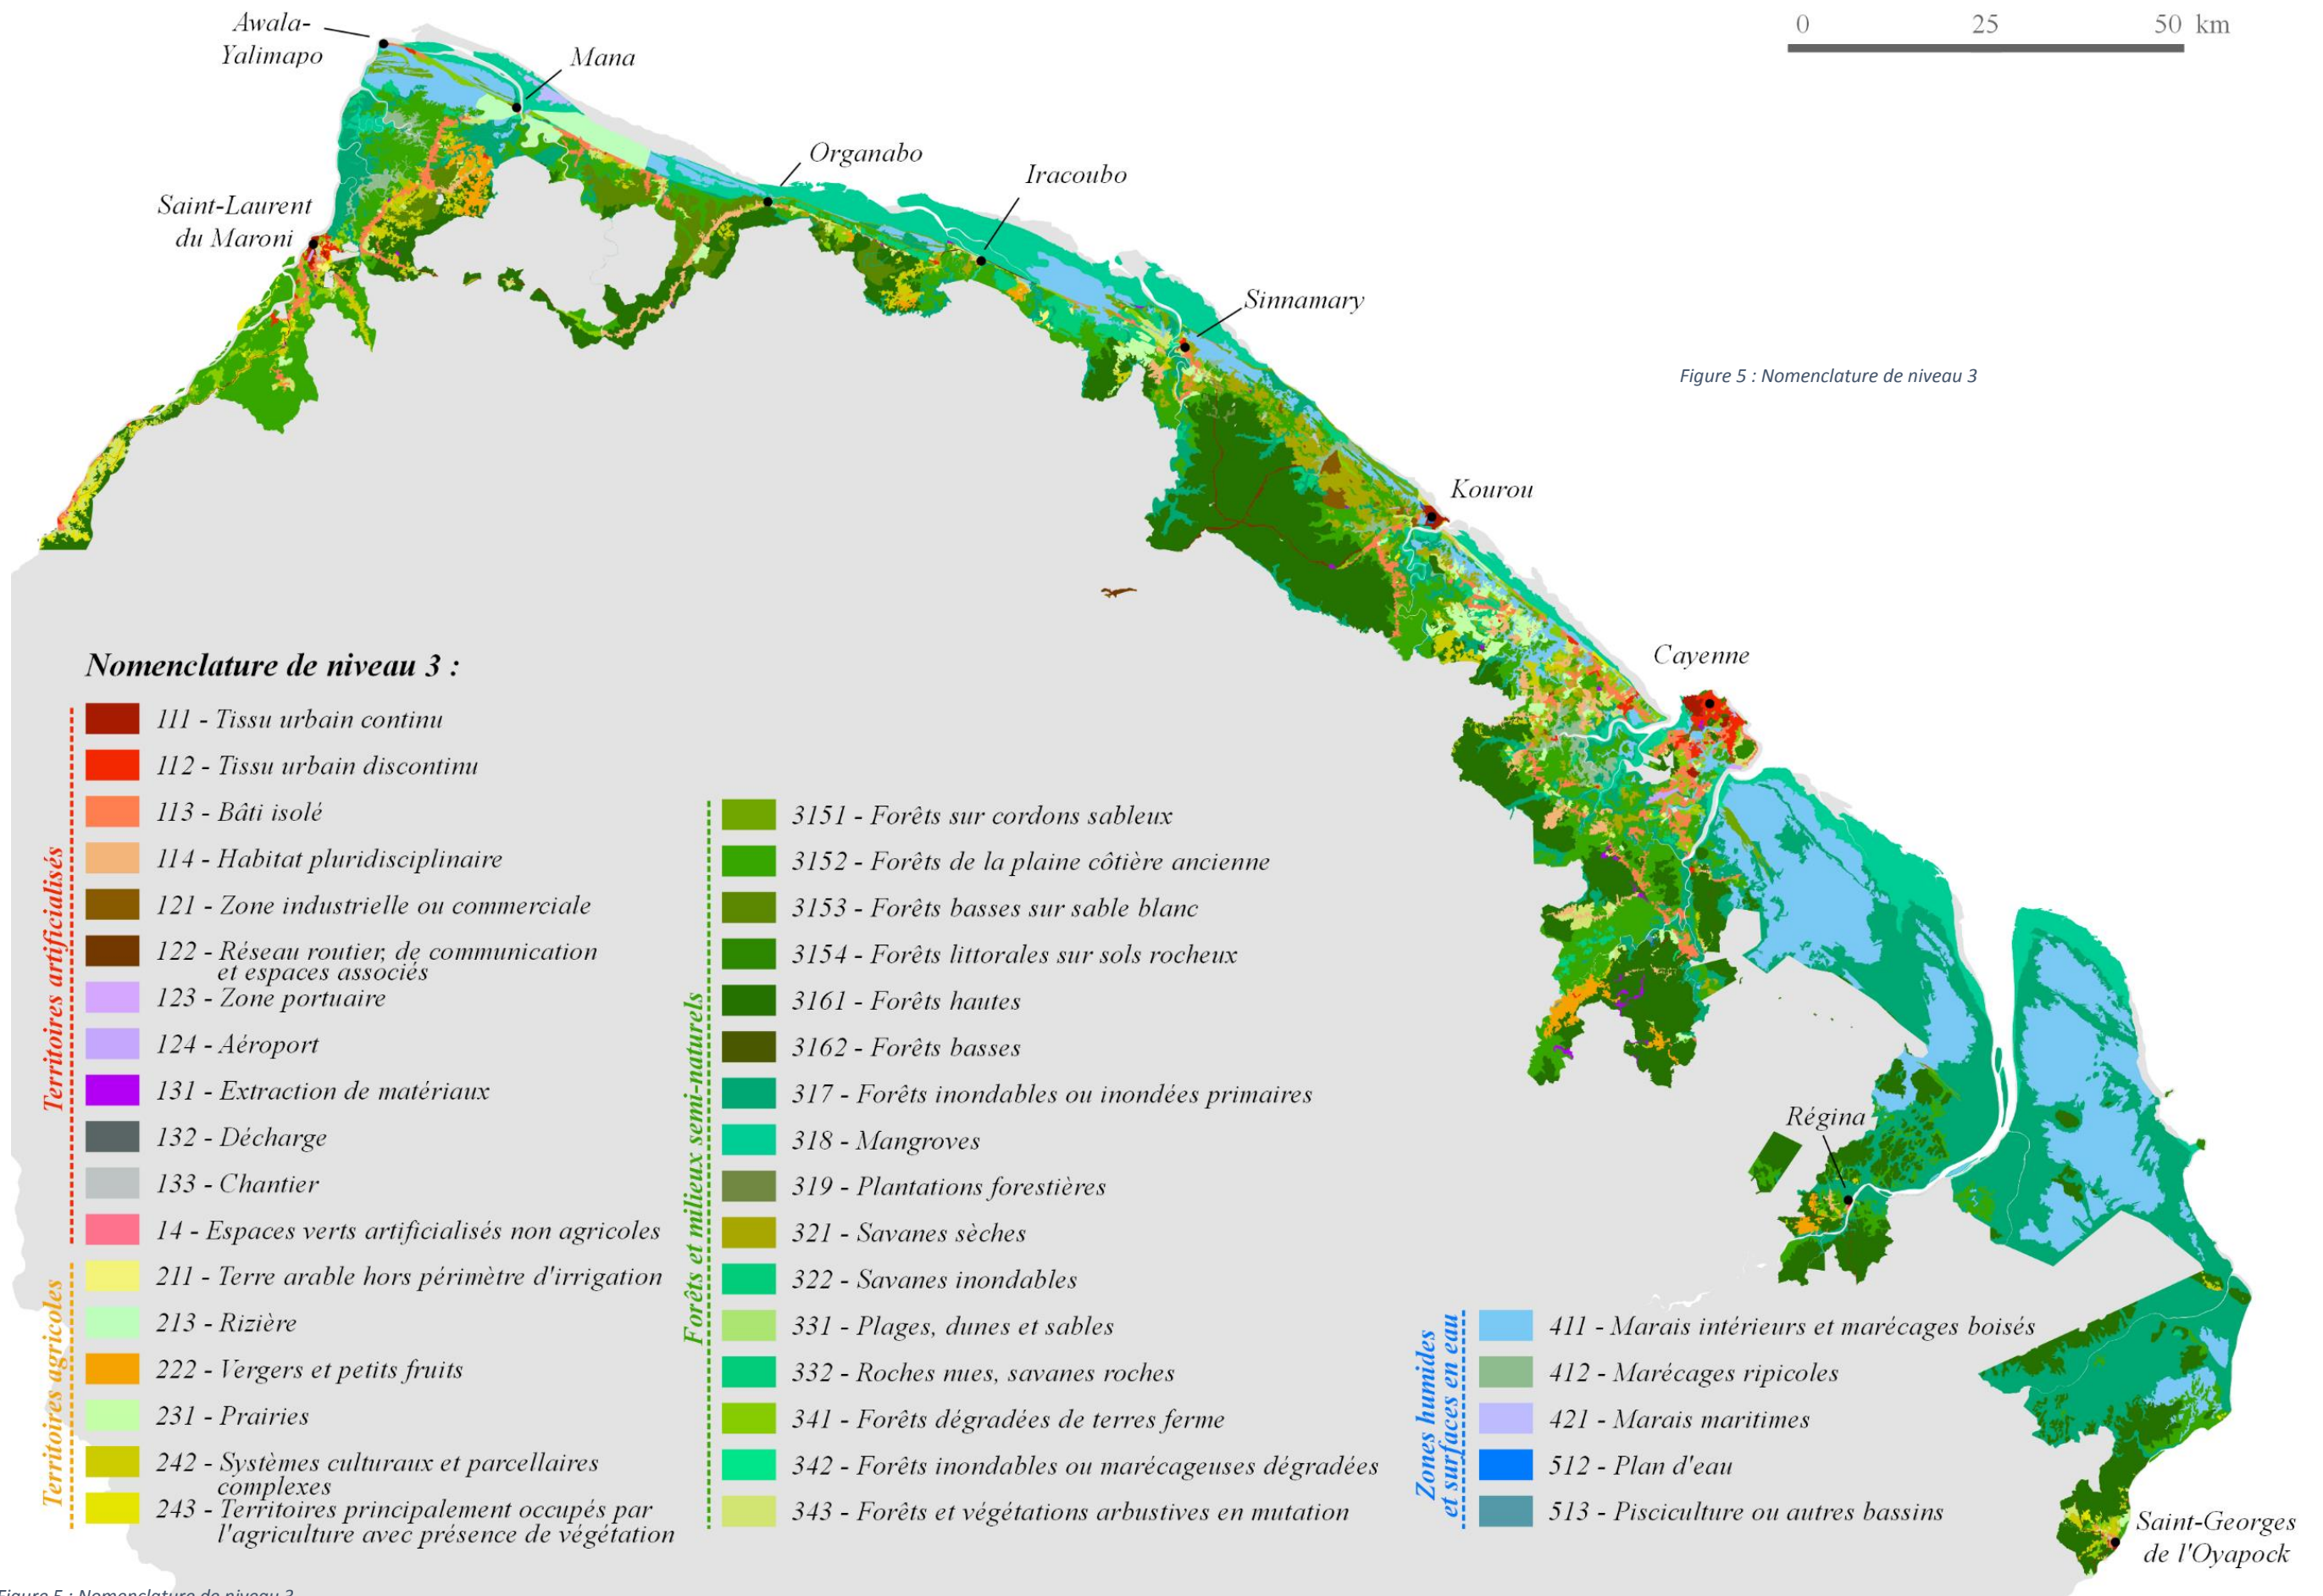 0 25 50 km
Awala-
Yalimapo
Mana
Organabo
Iracoubo
Saint-Laurent
du Maroni
Sinnamary
Figure 5 : Nomenclature de niveau 3
Kourou
Cayenne
Régina
Saint-Georges
de l'Oyapock
Nomenclature de niveau 3 :
Territoires artificialisés
111 - Tissu urbain continu
112 - Tissu urbain discontinu
113 - Bâti isolé
114 - Habitat pluridisciplinaire
121 - Zone industrielle ou commerciale
122 - Réseau routier, de communication
et espaces associés
123 - Zone portuaire
124 - Aéroport
131 - Extraction de matériaux
132 - Décharge
133 - Chantier
14 - Espaces verts artificialisés non agricoles
Territoires agricoles
211 - Terre arable hors périmètre d'irrigation
213 - Rizière
222 - Vergers et petits fruits
231 - Prairies
242 - Systèmes culturaux et parcellaires
complexes
243 - Territoires principalement occupés par
l'agriculture avec présence de végétation
Forêts et milieux semi-naturels
3151 - Forêts sur cordons sableux
3152 - Forêts de la plaine côtière ancienne
3153 - Forêts basses sur sable blanc
3154 - Forêts littorales sur sols rocheux
3161 - Forêts hautes
3162 - Forêts basses
317 - Forêts inondables ou inondées primaires
318 - Mangroves
319 - Plantations forestières
321 - Savanes sèches
322 - Savanes inondables
331 - Plages, dunes et sables
332 - Roches nues, savanes roches
341 - Forêts dégradées de terres ferme
342 - Forêts inondables ou marécageuses dégradées
343 - Forêts et végétations arbustives en mutation
Zones humides
et surfaces en eau
411 - Marais intérieurs et marécages boisés
412 - Marécages ripicoles
421 - Marais maritimes
512 - Plan d'eau
513 - Pisciculture ou autres bassins
Figure 5 : Nomenclature de niveau 3